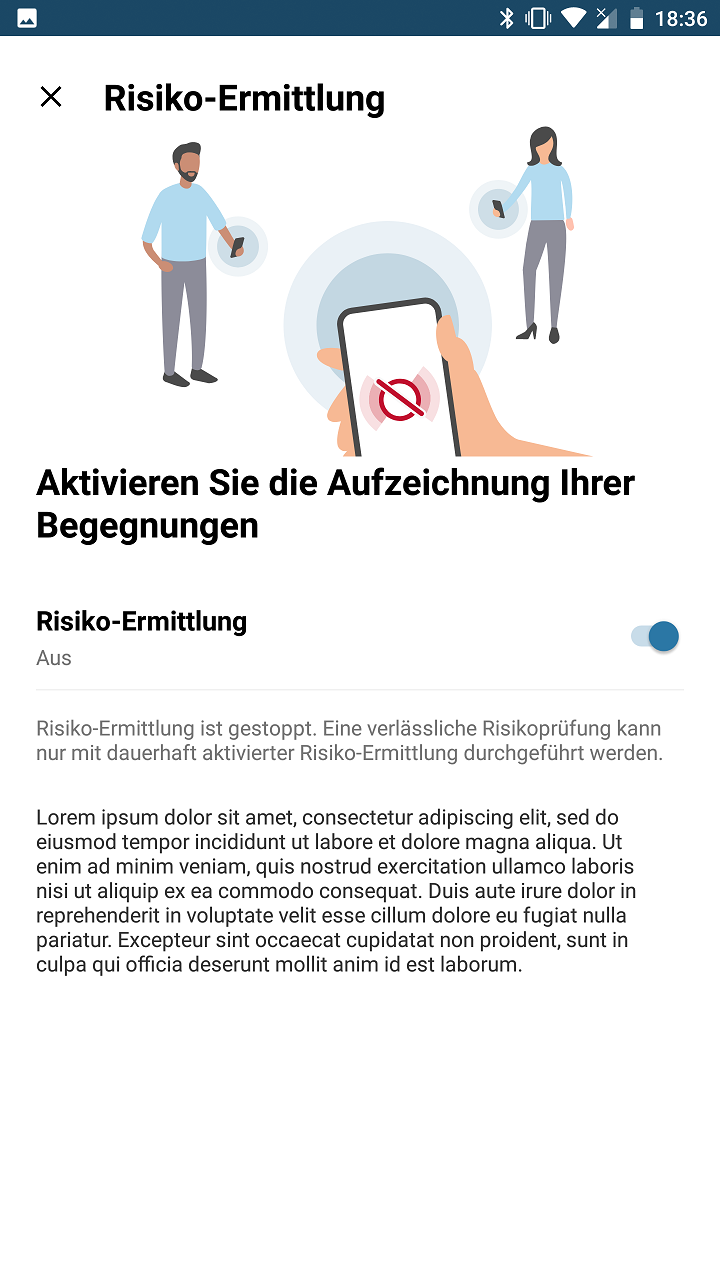 18:36
Risiko-Ermittlung
Aktivieren Sie die Aufzeichnung Ihrer
Begegnungen
Risiko-Ermittlung
Aus
Risiko-Ermittlung ist gestoppt. Eine verlässliche Risikoprüfung kann
nur mit dauerhaft aktivierter Risiko-Ermittlung durchgeführt werden.
Lorem ipsum dolor sit amet, consectetur adipiscing elit, sed do
eiusmod tempor incididunt ut labore et dolore magna aliqua. Ut
enim ad minim veniam, quis nostrud exercitation ullamco laboris
nisi ut aliquip ex ea commodo consequat. Duis aute irure dolor in
reprehenderit in voluptate velit esse cillum dolore eu fugiat nulla
pariatur. Excepteur sint occaecat cupidatat non proident, sunt in
culpa qui officia deserunt mollit anim id est laborum.